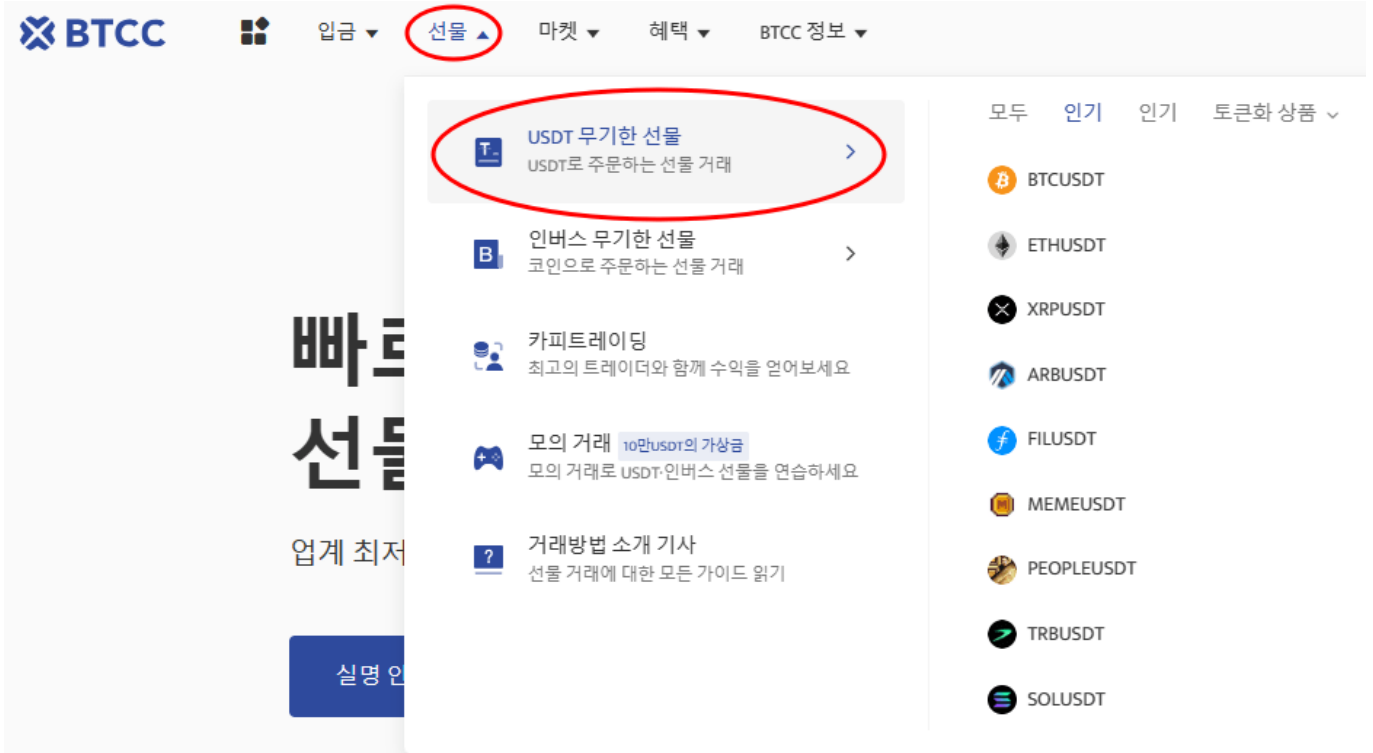 BTCC 입금 선물 마켓 혜택 BTCC 정보
USDT 무기한 선물
USDT로 주문하는 선물 거래
B 인버스 무기한 선물
코인으로 주문하는 선물 거래
카피트레이딩
최고의 트레이더와 함께 수익을 얻어보세요
모의 거래 10만USDT의 가상금
모의 거래로 USDT·인버스 선물을 연습하세요
? 거래방법 소개 기사
선물 거래에 대한 모든 가이드 읽기
모두 인기 인기 토큰화 상품
BTCUSDT
ETHUSDT
XRPUSDT
ARBUSDT
FILUSDT
MEMEUSDT
PEOPLEUSDT
TRBUSDT
SOLUSDT
빠르
선물
업계 최저
실명 인